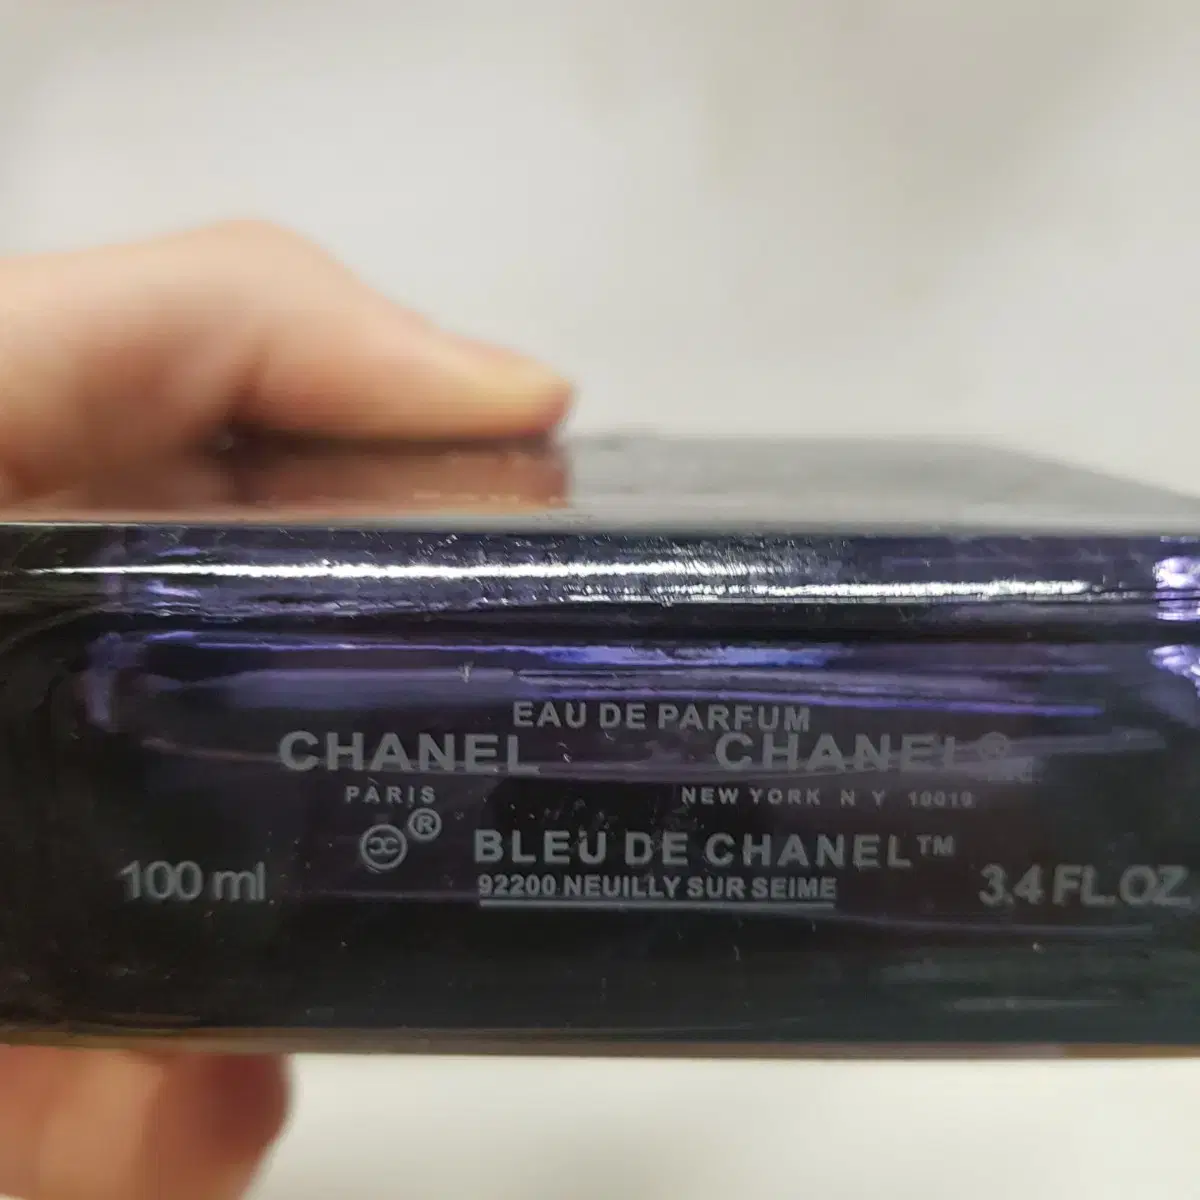 EAU DE PARFUM
CHANEL CHANEL®
PARIS NEW YORK N Y 10019
®
BLEU DE CHANEL™
100 ml 3.4 FL.OZ.
92200 NEUILLY SUR SEIME